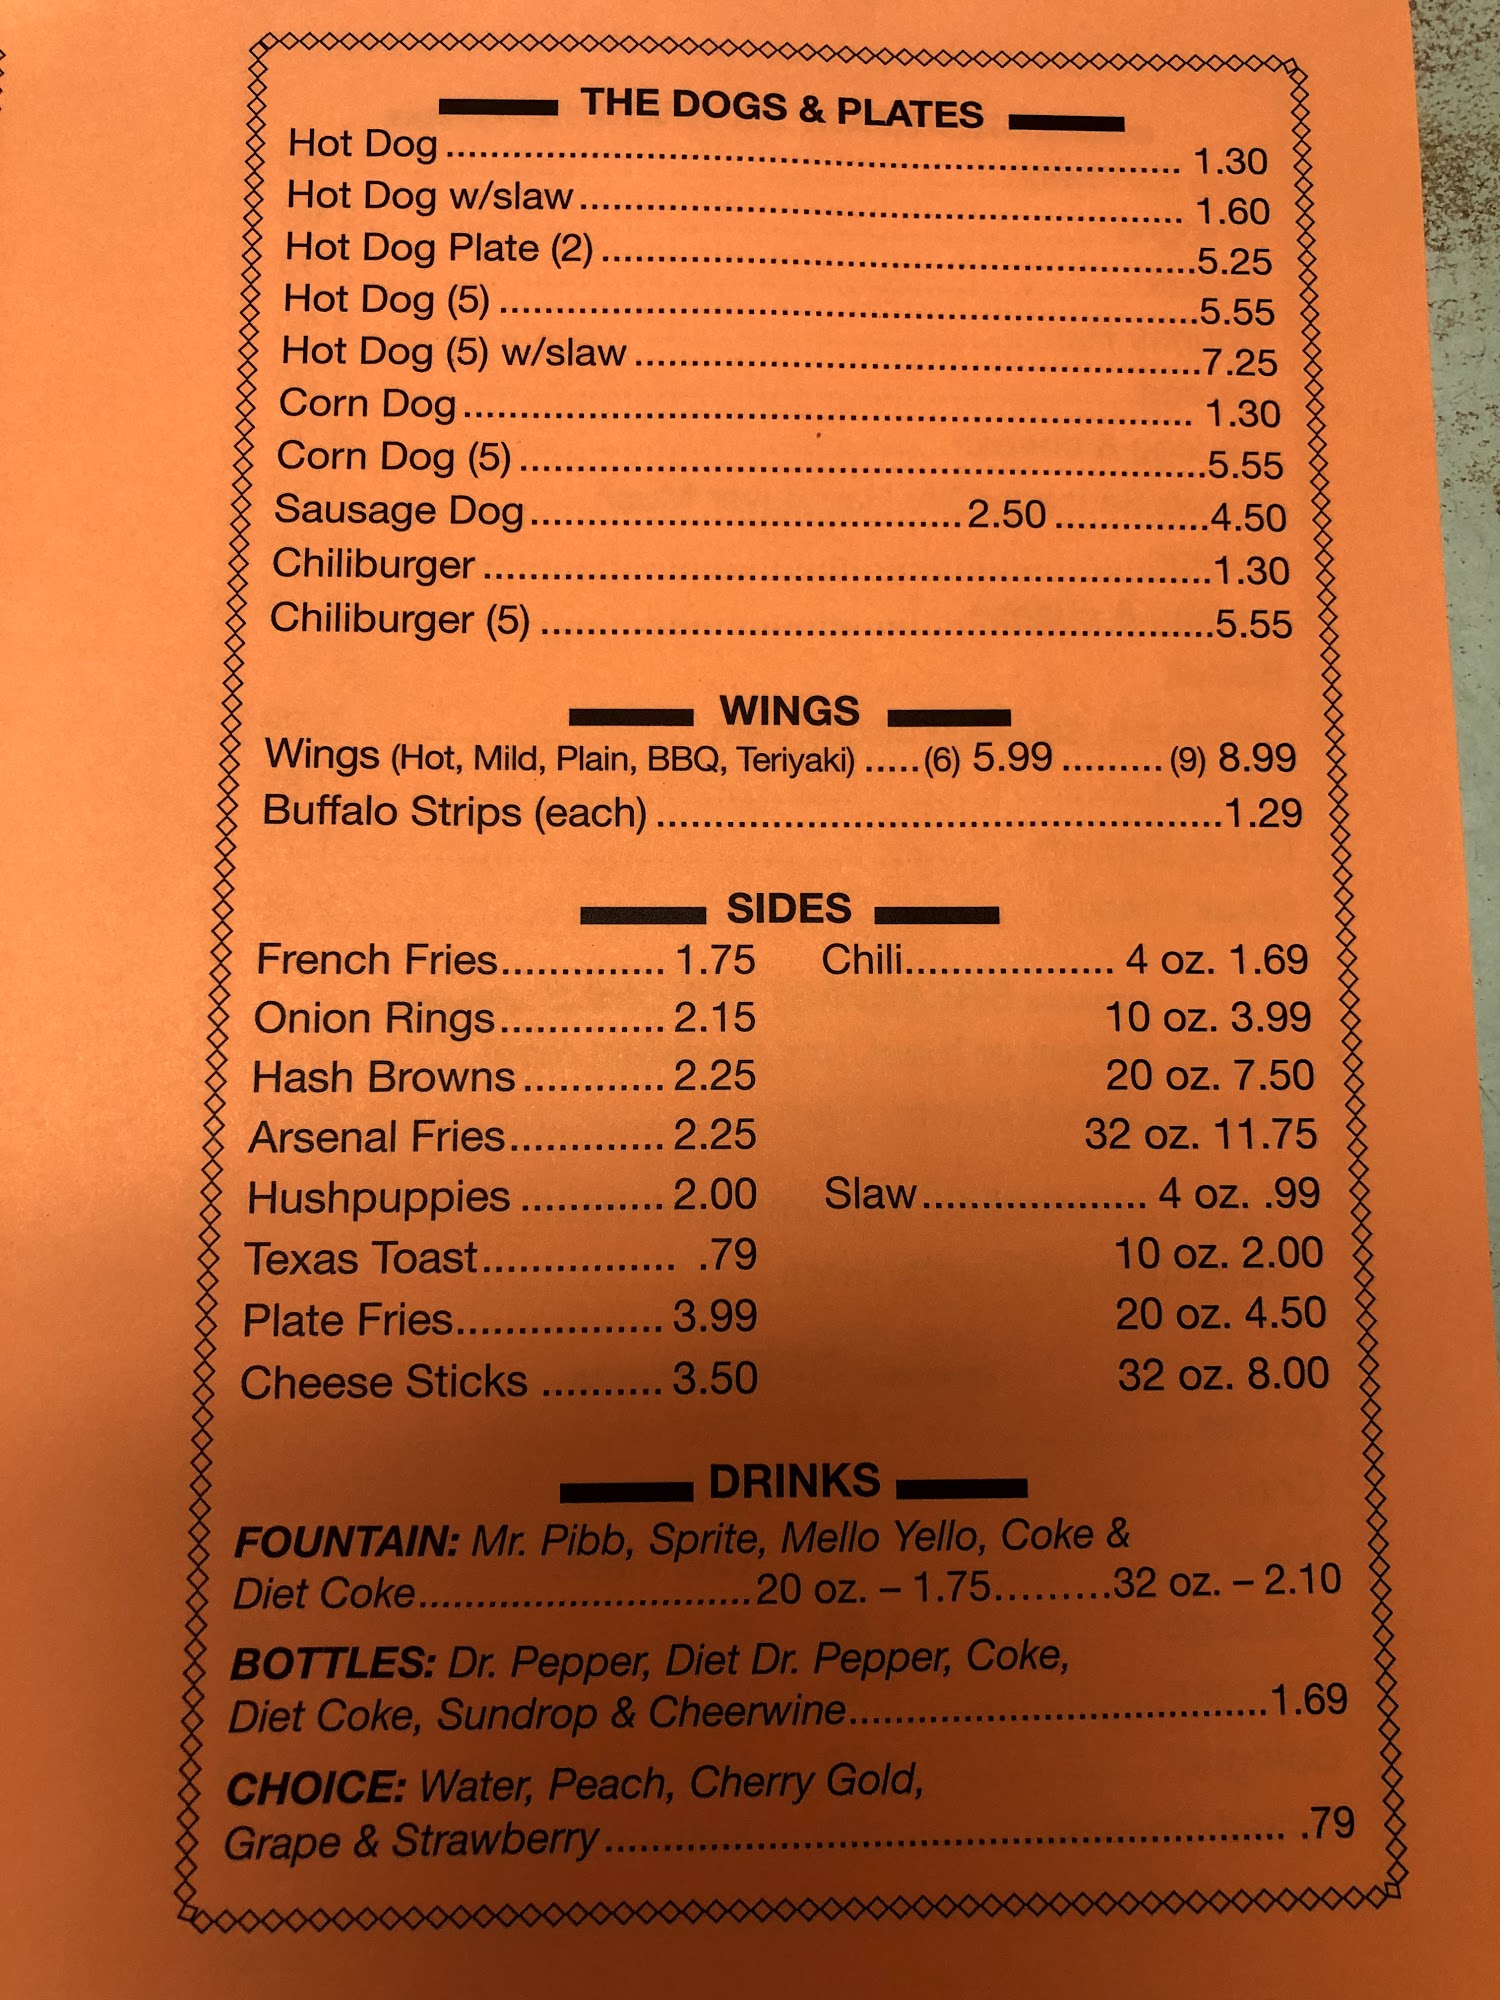 THE DOGS & PLATES
Hot Dog................................................................ 1.30
Hot Dog w/slaw..................................................... 1.60
Hot Dog Plate (2)....................................................5.25
Hot Dog (5) .............................................................5.55
Hot Dog (5) w/slaw.................................................7.25
Corn Dog................................................................ 1.30
Corn Dog (5)............................................................5.55
Sausage Dog......................................2.50..............4.50
Chiliburger................................................................1.30
Chiliburger (5) ...........................................................5.55
WINGS
Wings (Hot, Mild, Plain, BBQ, Teriyaki) .....(6) 5.99......... (9) 8.99
Buffalo Strips (each)..................................................1.29
SIDES
French Fries.............. 1.75
Onion Rings.............. 2.15
Hash Browns............ 2.25
Arsenal Fries............. 2.25
Hushpuppies ............ 2.00
Texas Toast................ .79
Plate Fries.................. 3.99
Cheese Sticks .......... 3.50
Chili.................. 4 oz. 1.69
10 oz. 3.99
20 oz. 7.50
32 oz. 11.75
Slaw................... 4 oz. .99
10 oz. 2.00
20 oz. 4.50
32 oz. 8.00
DRINKS
FOUNTAIN: Mr. Pibb, Sprite, Mello Yello, Coke &
Diet Coke.............................20 oz. – 1.75.........32 oz. – 2.10
BOTTLES: Dr. Pepper, Diet Dr. Pepper, Coke,
Diet Coke, Sundrop & Cheerwine....................................1.69
CHOICE: Water, Peach, Cherry Gold,
Grape & Strawberry........................................................... .79